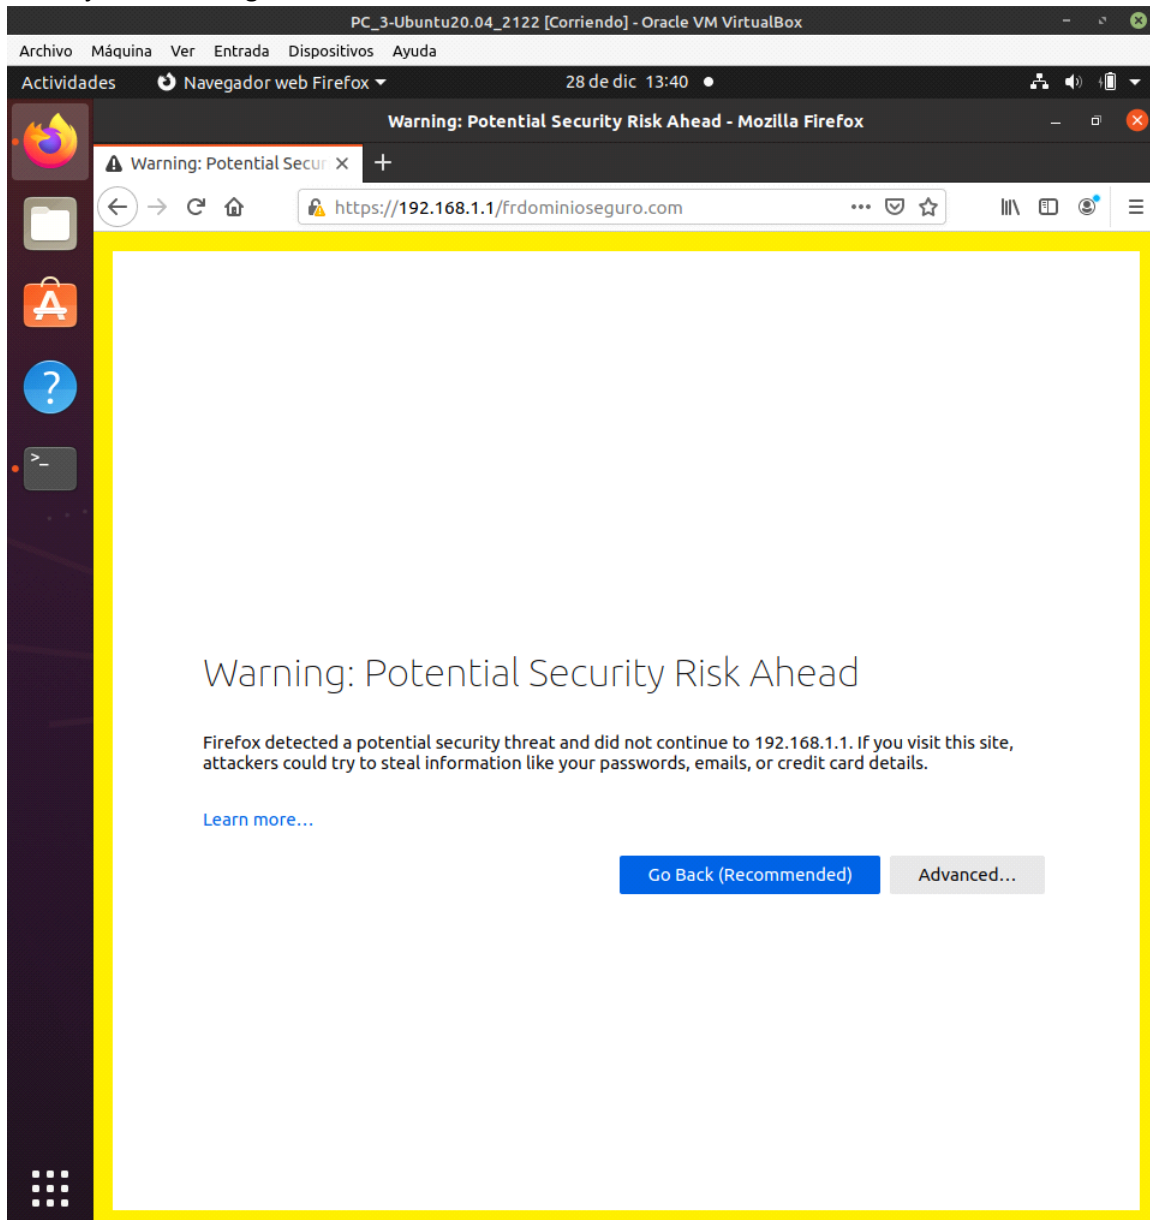 PC_3-Ubuntu20.04_2122 [Corriendo] - Oracle VM VirtualBox
Archivo Máquina Ver Entrada Dispositivos Ayuda
Actividades Navegador web Firefox 28 de dic 13:40
Warning: Potential Security Risk Ahead - Mozilla Firefox
Warning: Potential Secur
https://192.168.1.1/frdominioseguro.com
Warning: Potential Security Risk Ahead
Firefox detected a potential security threat and did not continue to 192.168.1.1. If you visit this site,
attackers could try to steal information like your passwords, emails, or credit card details.
Learn more…
Go Back (Recommended) Advanced…